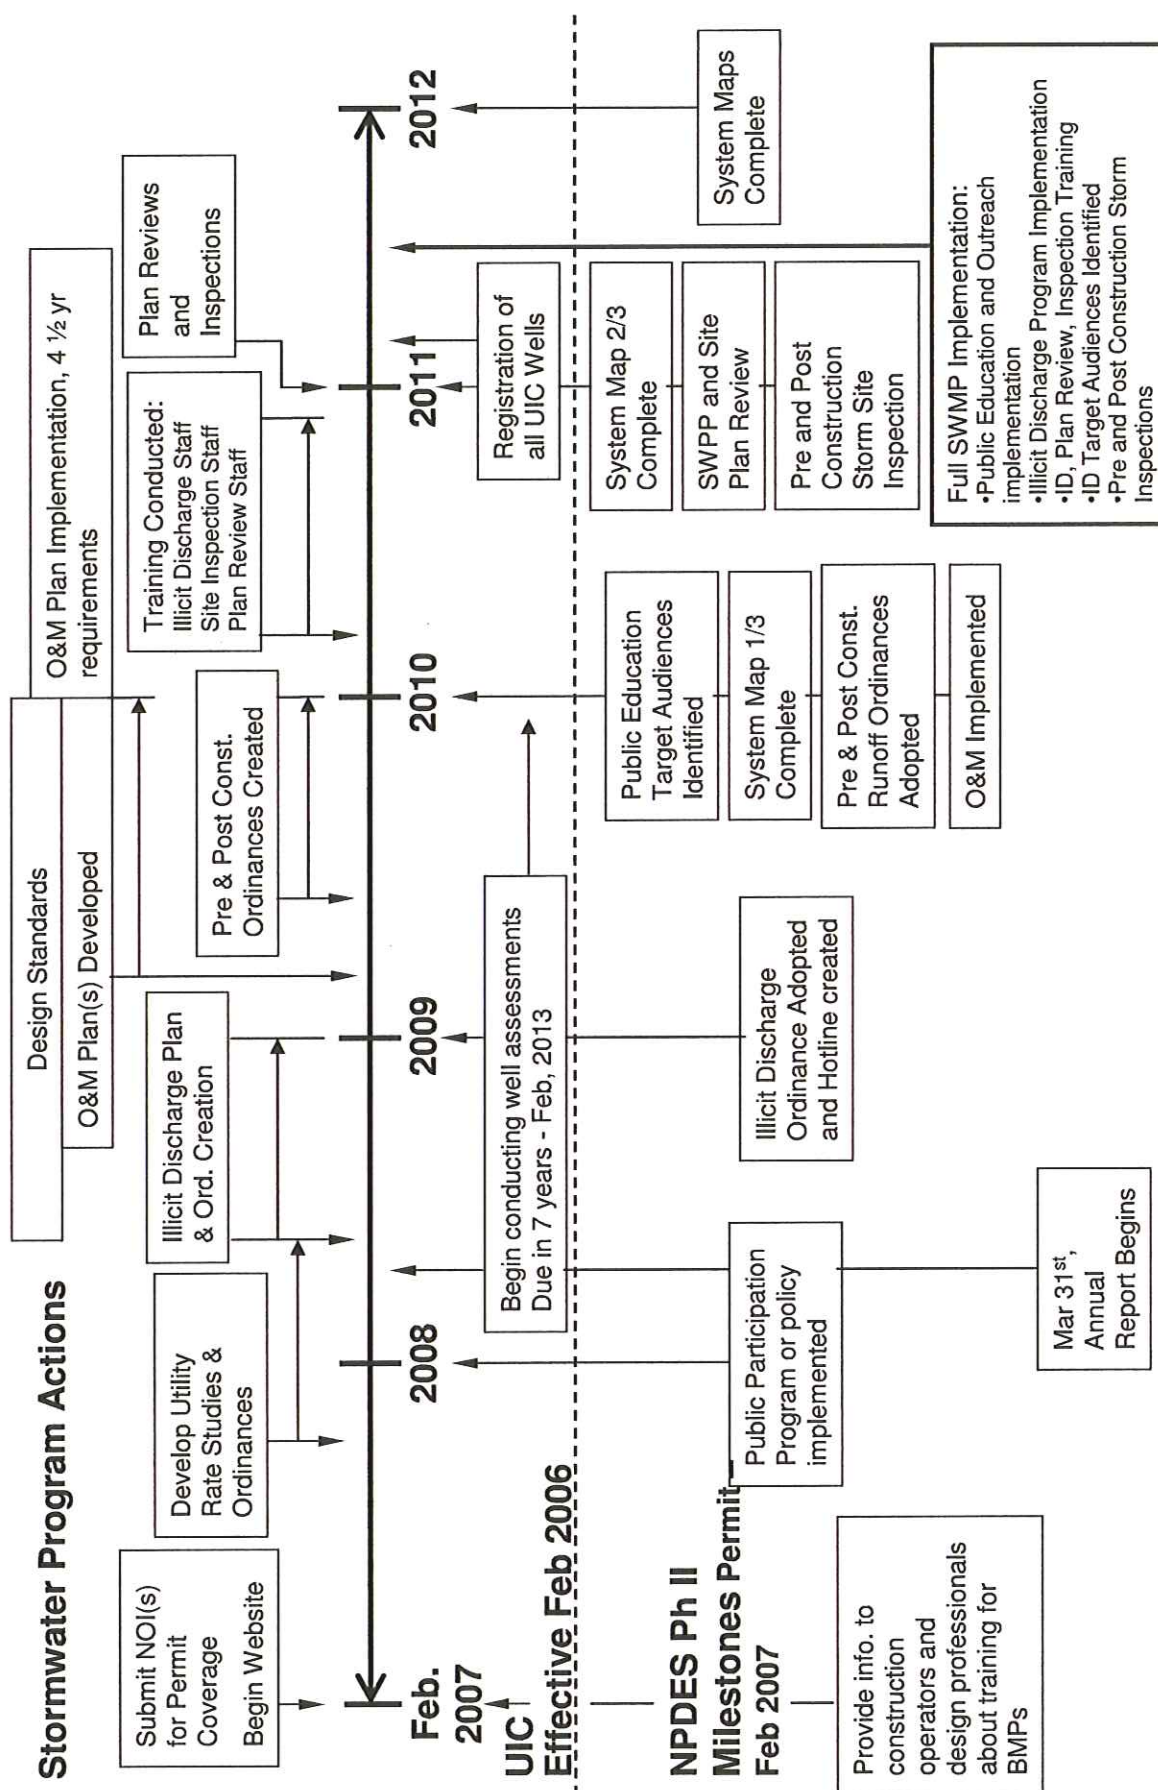 Stormwater Program Actions
Submit NOI(s)
for Permit
Coverage
Begin Website
Develop Utility
Rate Studies &
Ordinances
Illicit Discharge Plan
& Ord. Creation
Design Standards
O&M Plan(s) Developed
Pre & Post Const.
Ordinances Created
O&M Plan Implementation, 4 ½ yr
requirements
Training Conducted:
Illicit Discharge Staff
Site Inspection Staff
Plan Review Staff
Plan Reviews
and
Inspections
Feb.
2007
2008
2009
2010
2011
2012
UIC
Effective Feb 2006
Begin conducting well assessments
Due in 7 years - Feb, 2013
Registration of
all UIC Wells
NPDES Ph II
Milestones Permit
Feb 2007
Provide info. to
construction
operators and
design professionals
about training for
BMPs
Public Participation
Program or policy
implemented
Mar 31st,
Annual
Report Begins
Illicit Discharge
Ordinance Adopted
and Hotline created
Public Education
Target Audiences
Identified
System Map 1/3
Complete
Pre & Post Const.
Runoff Ordinances
Adopted
O&M Implemented
System Map 2/3
Complete
SWPP and Site
Plan Review
Pre and Post
Construction
Storm Site
Inspection
System Maps
Complete
Full SWMP Implementation:
•Public Education and Outreach
implementation
•Illicit Discharge Program Implementation
•ID, Plan Review, Inspection Training
•ID Target Audiences Identified
•Pre and Post Construction Storm
Inspections